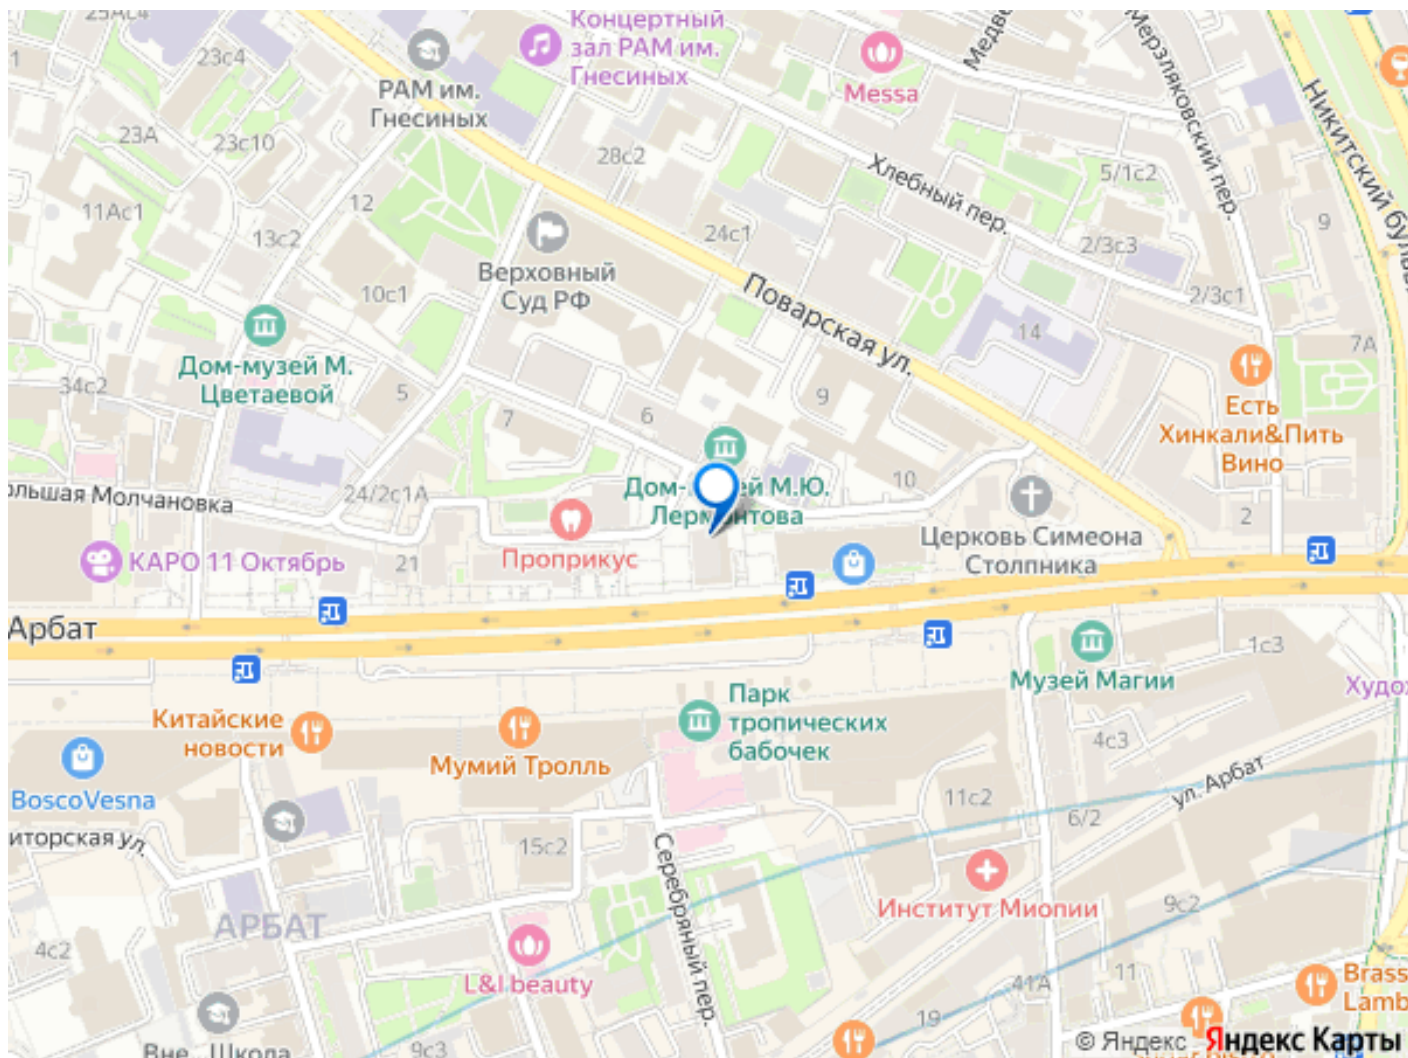 25Ас4
Концертный
зал РАМ им.
Гнесиных
23с4
РАМ им.
Гнесиных
Messa
Медве
Мерзляковский пер.
Никитский буль
23А
23с10
28с2
Хлебный пер.
5/1с2
11Ас1
12
13с2
24с1
9
2/3с3
Верховный
Суд РФ
10с1
Поварская ул.
2/3с1
14
7А
Дом-музей М.
Цветаевой
34с2
5
7
6
9
Есть
Хинкали&Пить
Вино
10
ольшая Молчановка
24/2с1А
Дом- ей М.Ю.
Лермонтова
2
Церковь Симеона
Столпника
КАРО 11 Октябрь
21
Проприкус
Арбат
1с3
Музей Магии
Худо
Китайские
новости
Мумий Тролль
Парк
тропических
бабочек
4с3
BoscoVesna
ул. Арбат
11с2
6/2
иторская ул.
15с2
Серебряный пер.
Институт Миопии
9с2
АРБАТ
4с2
L&I beauty
41А
11
Brass
Lamb
19
9с3
Вне Школа
© Яндекс Яндекс Карты